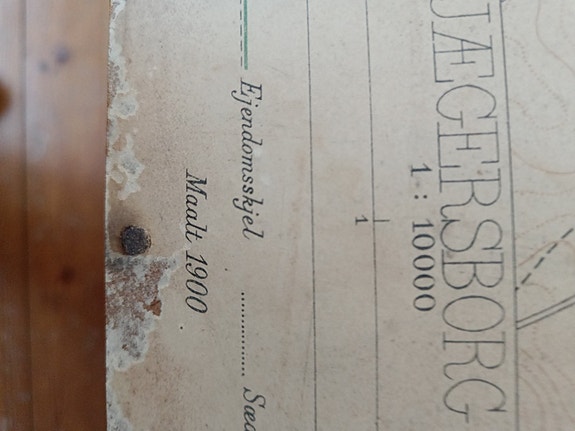 JÆGERSBORG
1 : 10000
1
Ejendomsskjel
Maalt 1900